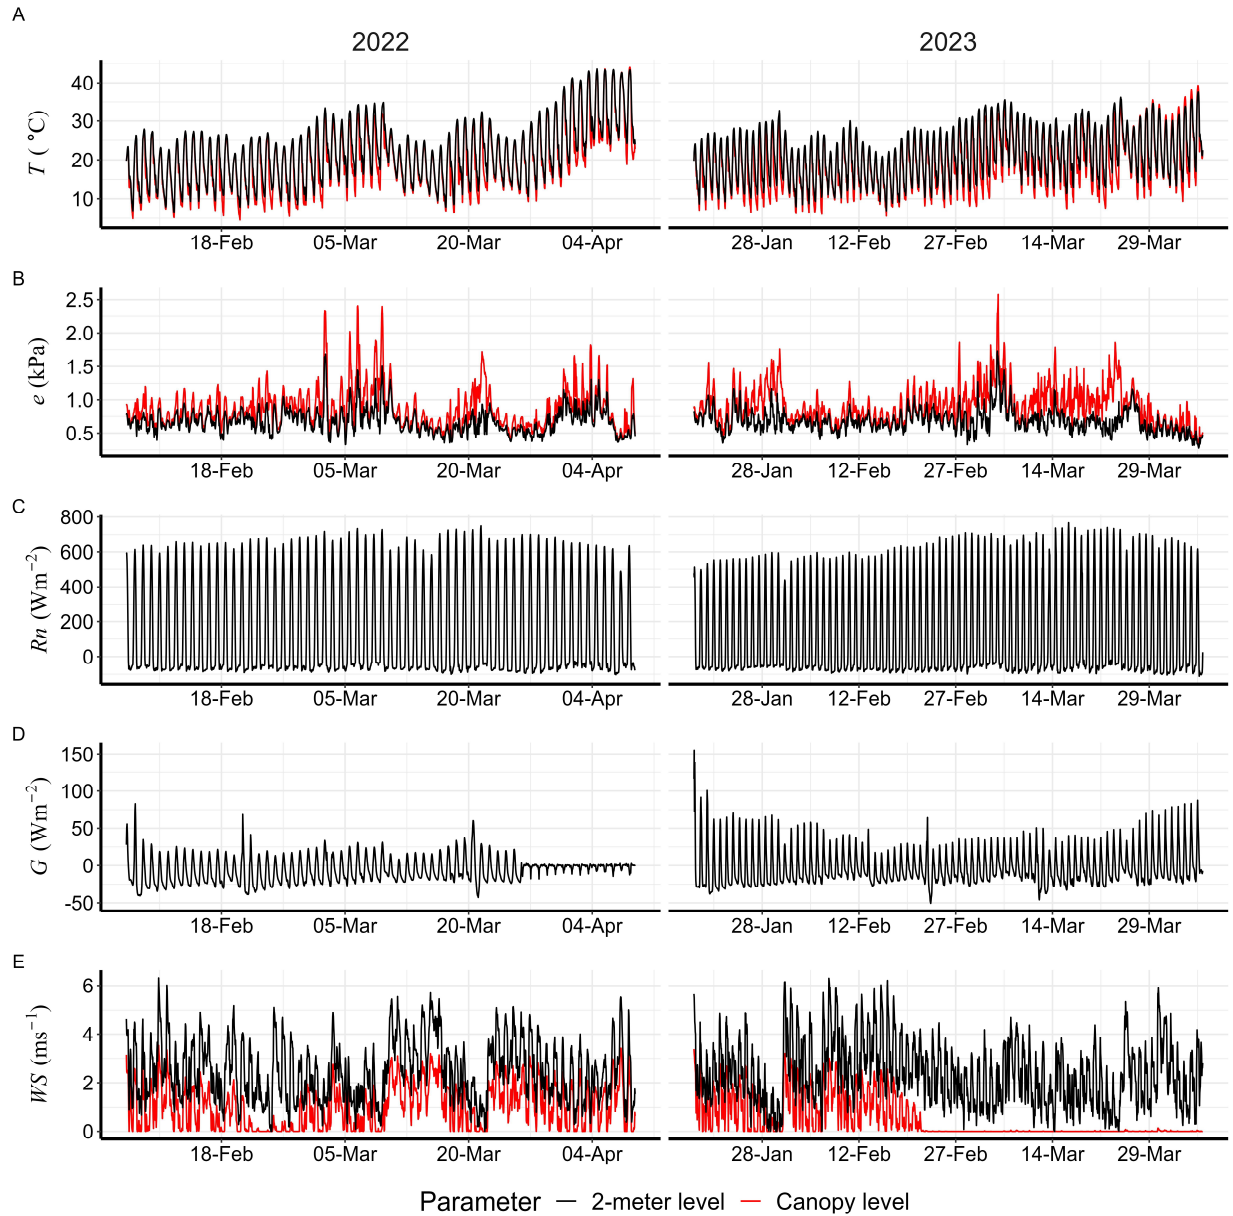 A
2022 2023
T ( °C)
40
30
20
10
18-Feb 05-Mar 20-Mar 04-Apr 28-Jan 12-Feb 27-Feb 14-Mar 29-Mar
B
e (kPa)
2.5
2.0
1.5
1.0
0.5
18-Feb 05-Mar 20-Mar 04-Apr 28-Jan 12-Feb 27-Feb 14-Mar 29-Mar
C
Rn (Wm⁻²)
800
600
400
200
0
18-Feb 05-Mar 20-Mar 04-Apr 28-Jan 12-Feb 27-Feb 14-Mar 29-Mar
D
G (Wm⁻²)
150
100
50
0
-50
18-Feb 05-Mar 20-Mar 04-Apr 28-Jan 12-Feb 27-Feb 14-Mar 29-Mar
E
WS (ms⁻¹)
6
4
2
0
18-Feb 05-Mar 20-Mar 04-Apr 28-Jan 12-Feb 27-Feb 14-Mar 29-Mar
Parameter 2-meter level Canopy level